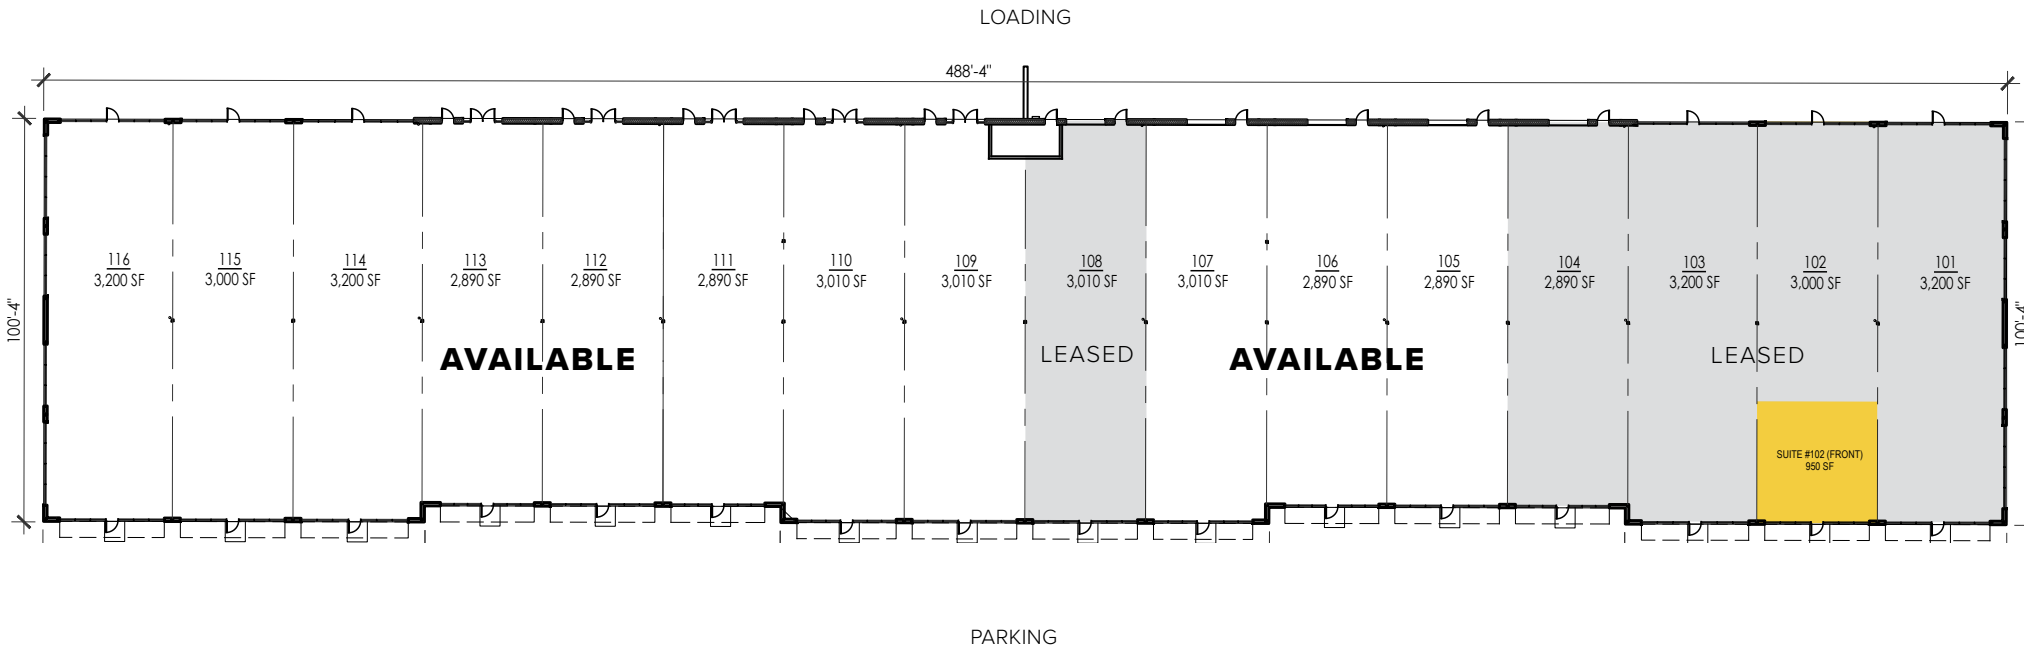 LOADING
488'-4"
116
3,200 SF
115
3,000 SF
114
3,200 SF
113
2,890 SF
112
2,890 SF
111
2,890 SF
110
3,010 SF
109
3,010 SF
108
3,010 SF
107
3,010 SF
106
2,890 SF
105
2,890 SF
104
2,890 SF
103
3,200 SF
102
3,000 SF
101
3,200 SF
100'-4"
100'-4"
AVAILABLE
LEASED
AVAILABLE
LEASED
SUITE #102 (FRONT)
950 SF
PARKING